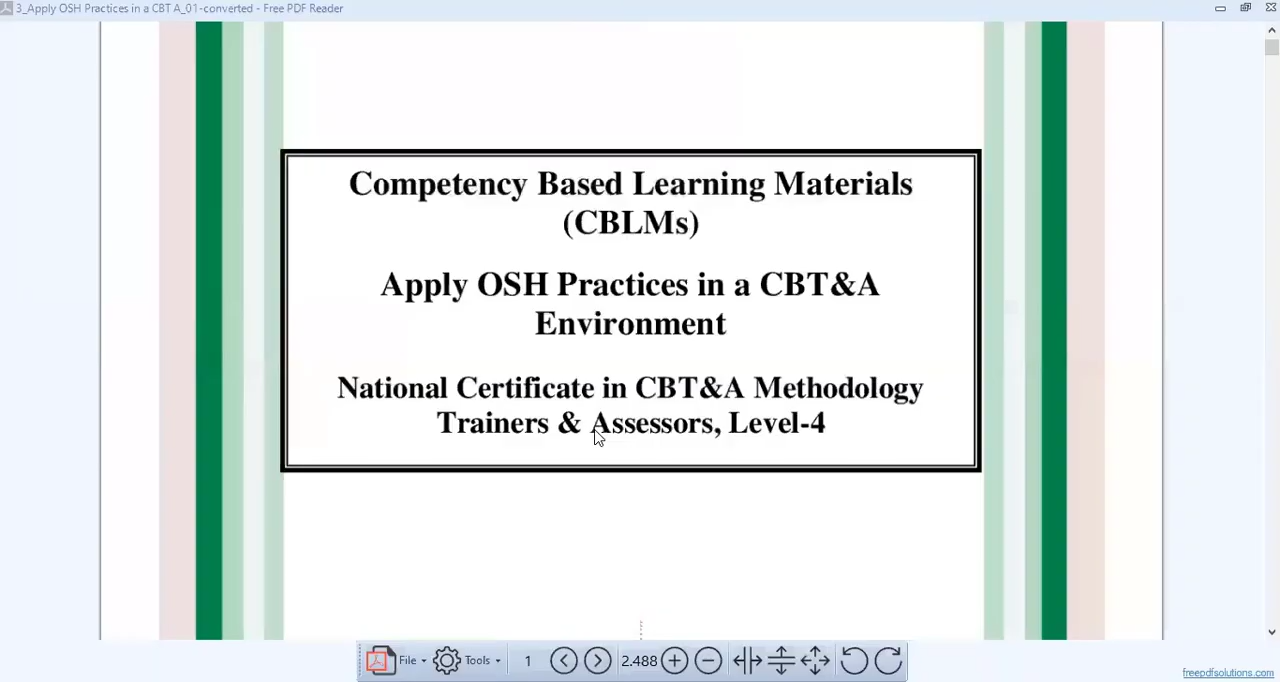 3_Apply OSH Practices in a CBT A_01-converted - Free PDF Reader
Competency Based Learning Materials
(CBLMs)
Apply OSH Practices in a CBT&A
Environment
National Certificate in CBT&A Methodology
Trainers & Assessors, Level-4
File Tools 1 2.488
freepdfsolutions.com